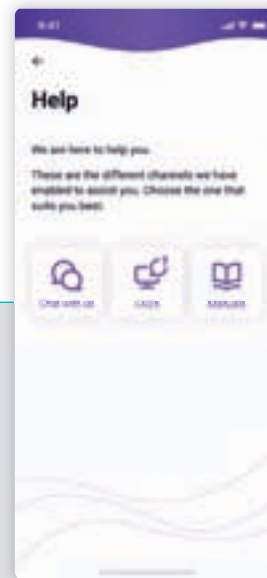 9:41
Help
We are here to help you.
These are the different channels we have
enabled to assist you. Choose the one that
suits you best:
Chat with us
Manuals